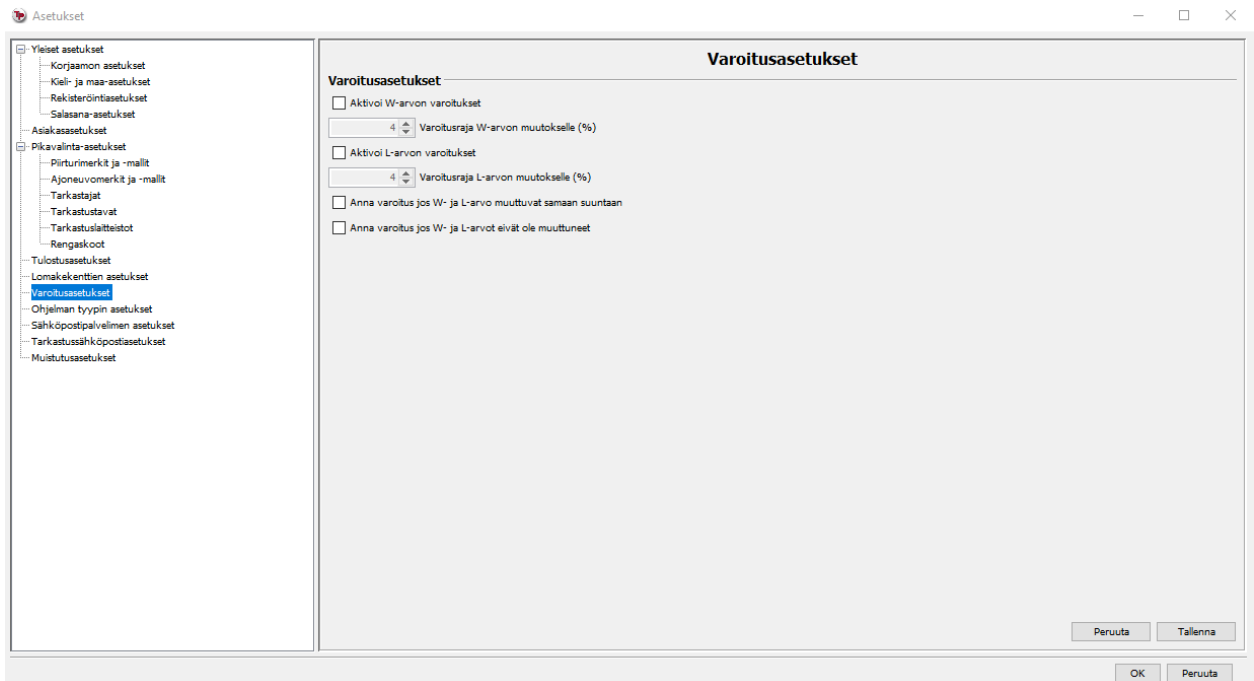 Asetukset
Yleiset asetukset
Korjaamon asetukset
Kieli- ja maa-asetukset
Rekisteröintiasetukset
Salasana-asetukset
Asiakasasetukset
Pikavalinta-asetukset
Piirturimerkit ja -mallit
Ajoneuvomerkit ja -mallit
Tarkastajat
Tarkastustavat
Tarkastuslaitteistot
Rengaskoot
Tulostusasetukset
Lomakekenttien asetukset
Varoitusasetukset
Ohjelman tyypin asetukset
Sähköpostipalvelimen asetukset
Tarkastussähköpostiasetukset
Muistutusasetukset
Varoitusasetukset
Varoitusasetukset
Aktivoi W-arvon varoitukset
4 Varoitusraja W-arvon muutokselle (%)
Aktivoi L-arvon varoitukset
4 Varoitusraja L-arvon muutokselle (%)
Anna varoitus jos W- ja L-arvo muuttuvat samaan suuntaan
Anna varoitus jos W- ja L-arvot eivät ole muuttuneet
Peruuta Tallenna
OK Peruuta